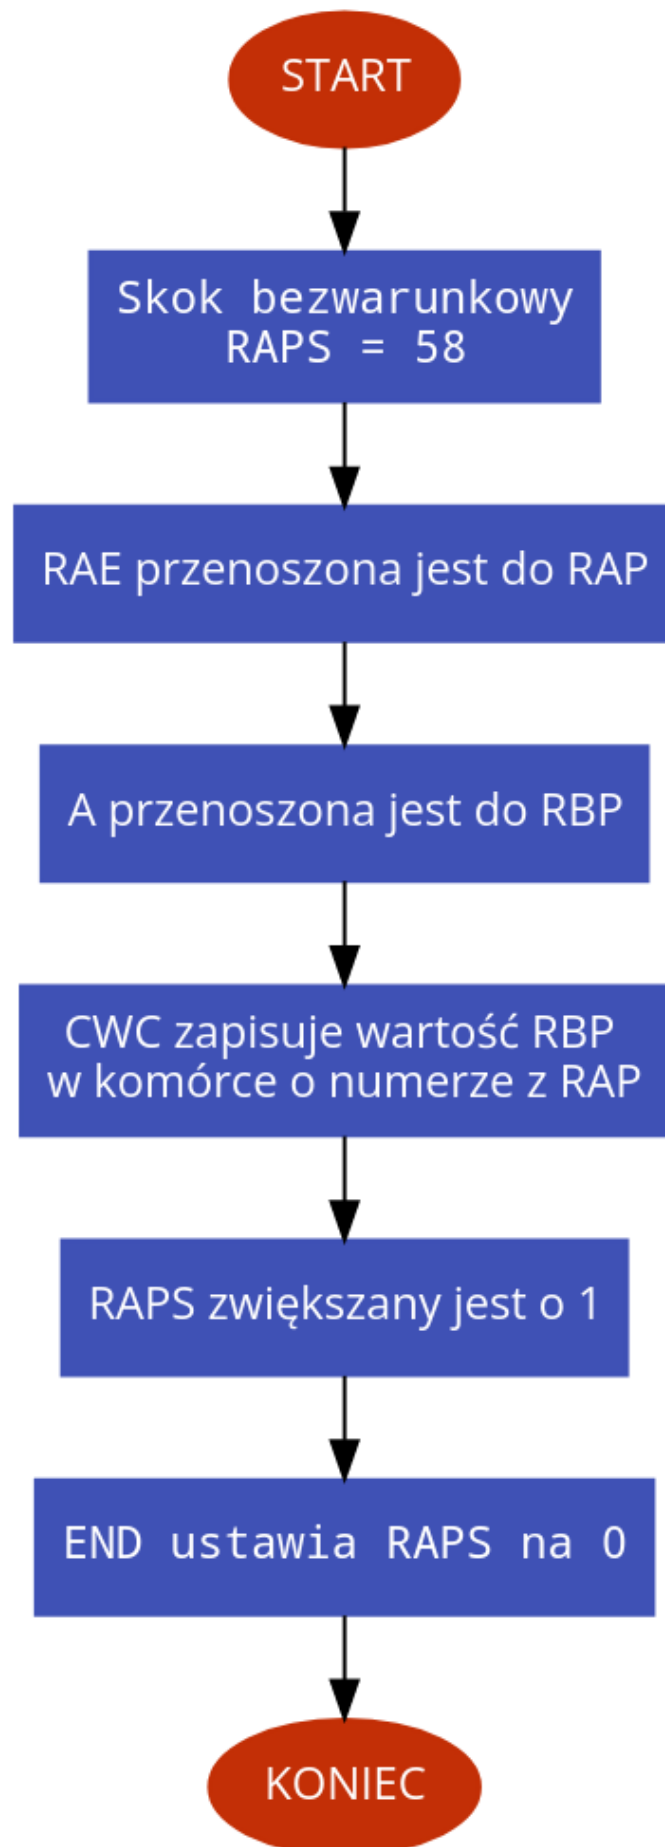 START
Skok bezwarunkowy
RAPS = 58
RAE przenoszona jest do RAP
A przenoszona jest do RBP
CWC zapisuje wartość RBP
w komórce o numerze z RAP
RAPS zwiększany jest o 1
END ustawia RAPS na 0
KONIEC